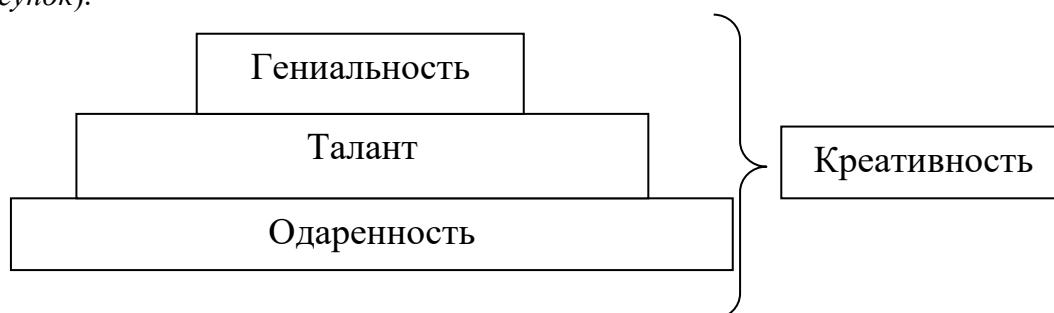 Гениальность
Талант
Креативность
Одаренность